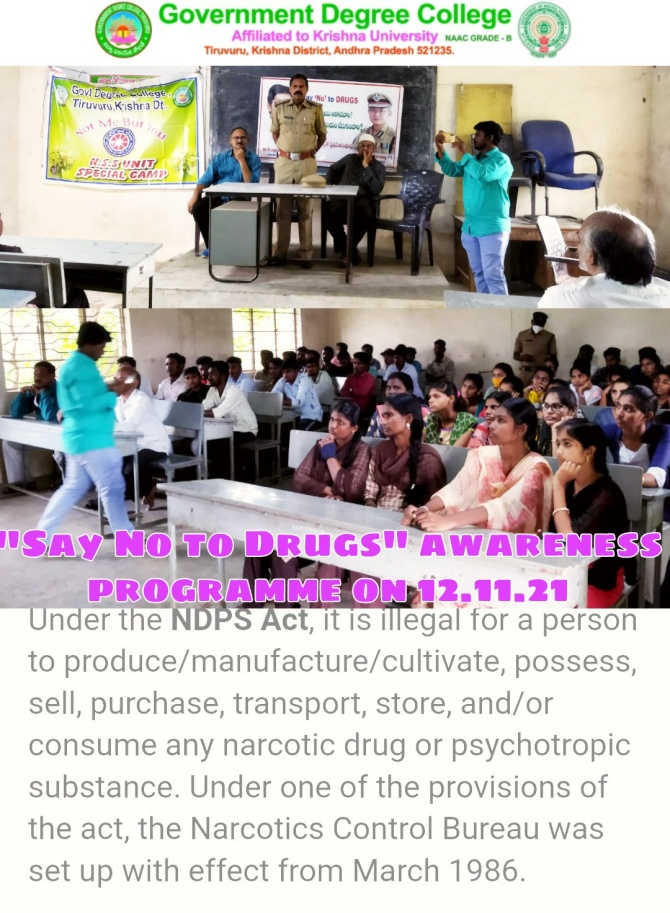 Government Degree College
Affiliated to Krishna University NAAC GRADE - B
Tiruvuru, Krishna District, Andhra Pradesh 521235.
Govt Degree College.
Tiruvuru,Krishna Dt.
Not Me But You
N.S.S UNIT
SPECIAL CAMP
ay 'No' to DRUGS
"Say No to Drugs" awareness
programme on 12.11.21
Under the NDPS Act, it is illegal for a person
to produce/manufacture/cultivate, possess,
sell, purchase, transport, store, and/or
consume any narcotic drug or psychotropic
substance. Under one of the provisions of
the act, the Narcotics Control Bureau was
set up with effect from March 1986.